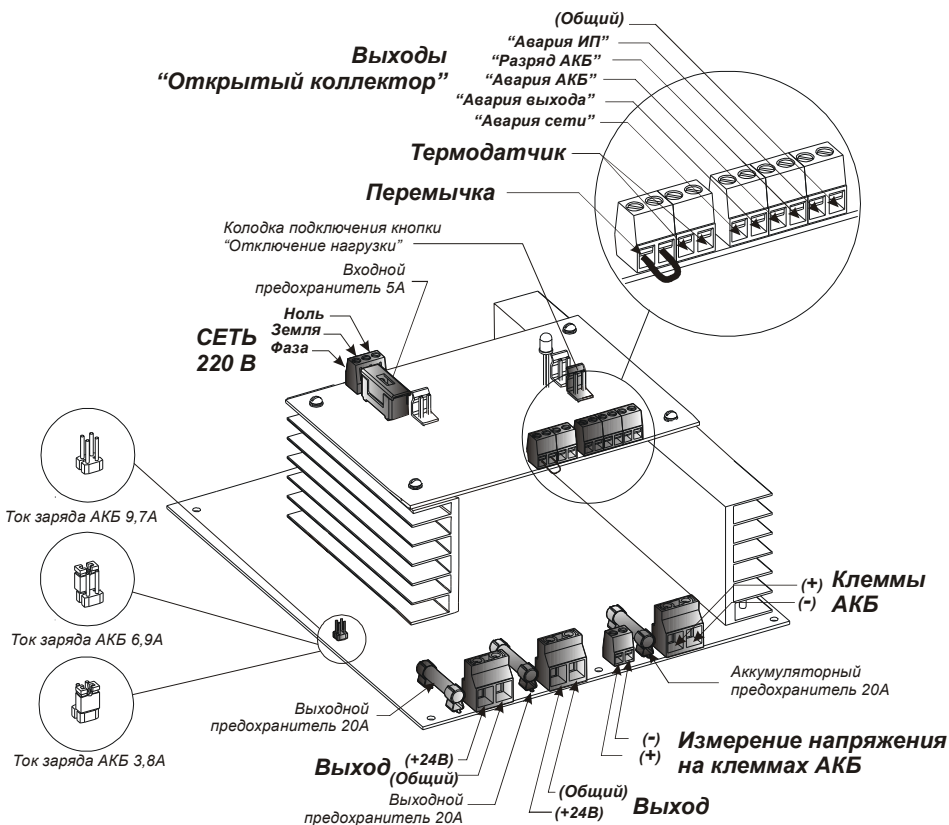 (Общий)
“Авария ИП”
Выходы
“Открытый коллектор”
“Разряд АКБ”
“Авария АКБ”
“Авария выхода”
“Авария сети”
Термодатчик
Перемычка
Колодка подключения кнопки
“Отключение нагрузки”
Входной
предохранитель 5А
Ноль
Земля
Фаза
СЕТЬ
220 В
Ток заряда АКБ 9,7А
Ток заряда АКБ 6,9А
Ток заряда АКБ 3,8А
(+)
(-)
Клеммы
АКБ
Аккумуляторный
предохранитель 20А
Выходной
предохранитель 20А
(-)
(+)
Измерение напряжения
на клеммах АКБ
Выход
(+24В)
(Общий)
Выходной
предохранитель 20А
(Общий)
(+24В)
Выход